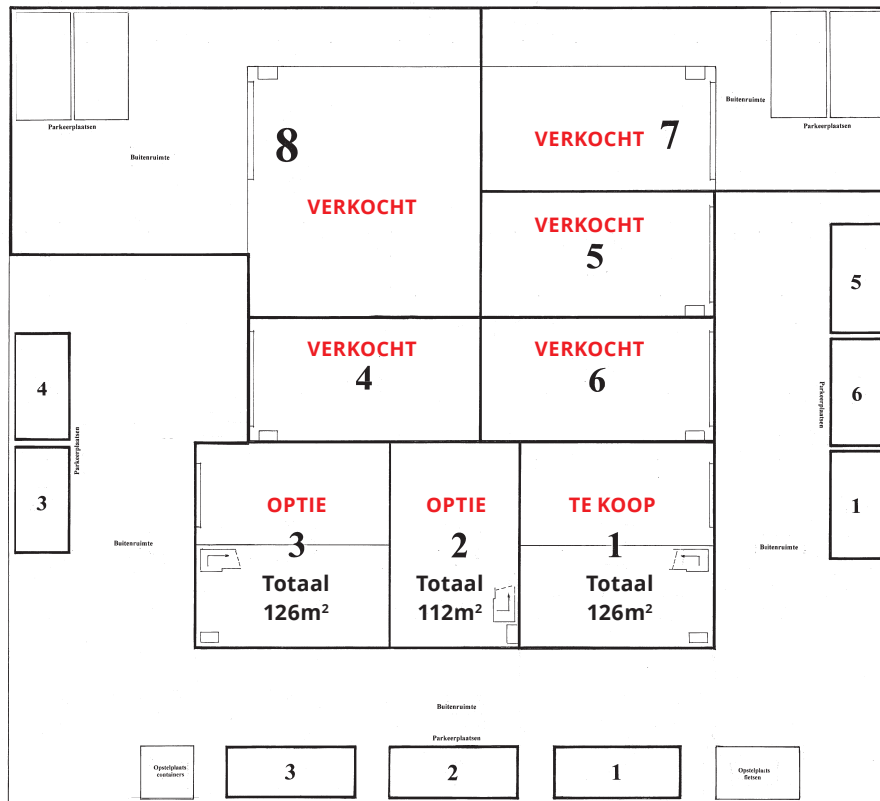 Parkeerplaatsen
Buitenruimte
8
VERKOCHT
VERKOCHT 7
Buitenruimte
Parkeerplaatsen
VERKOCHT
5
VERKOCHT
4
VERKOCHT
6
5
6
1
Parkeerplaatsen
4
3
Parkeerplaatsen
Buitenruimte
OPTIE
3
Totaal
126m²
OPTIE
2
Totaal
112m²
TE KOOP
1
Totaal
126m²
Buitenruimte
Buitenruimte
Parkeerplaatsen
Opstelplaats
containers
3
2
1
Opstelplaats
fietsen